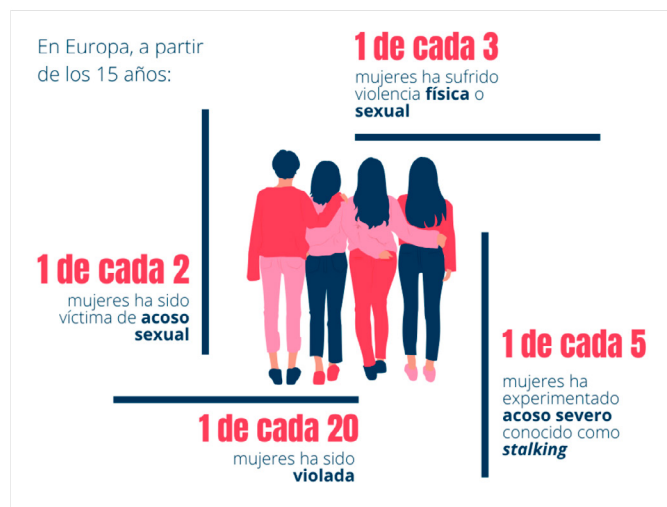 En Europa, a partir
de los 15 años:
1 de cada 3
mujeres ha sufrido
violencia física o
sexual
1 de cada 2
mujeres ha sido
víctima de acoso
sexual
1 de cada 5
mujeres ha
experimentado
acoso severo
conocido como
stalking
1 de cada 20
mujeres ha sido
violada